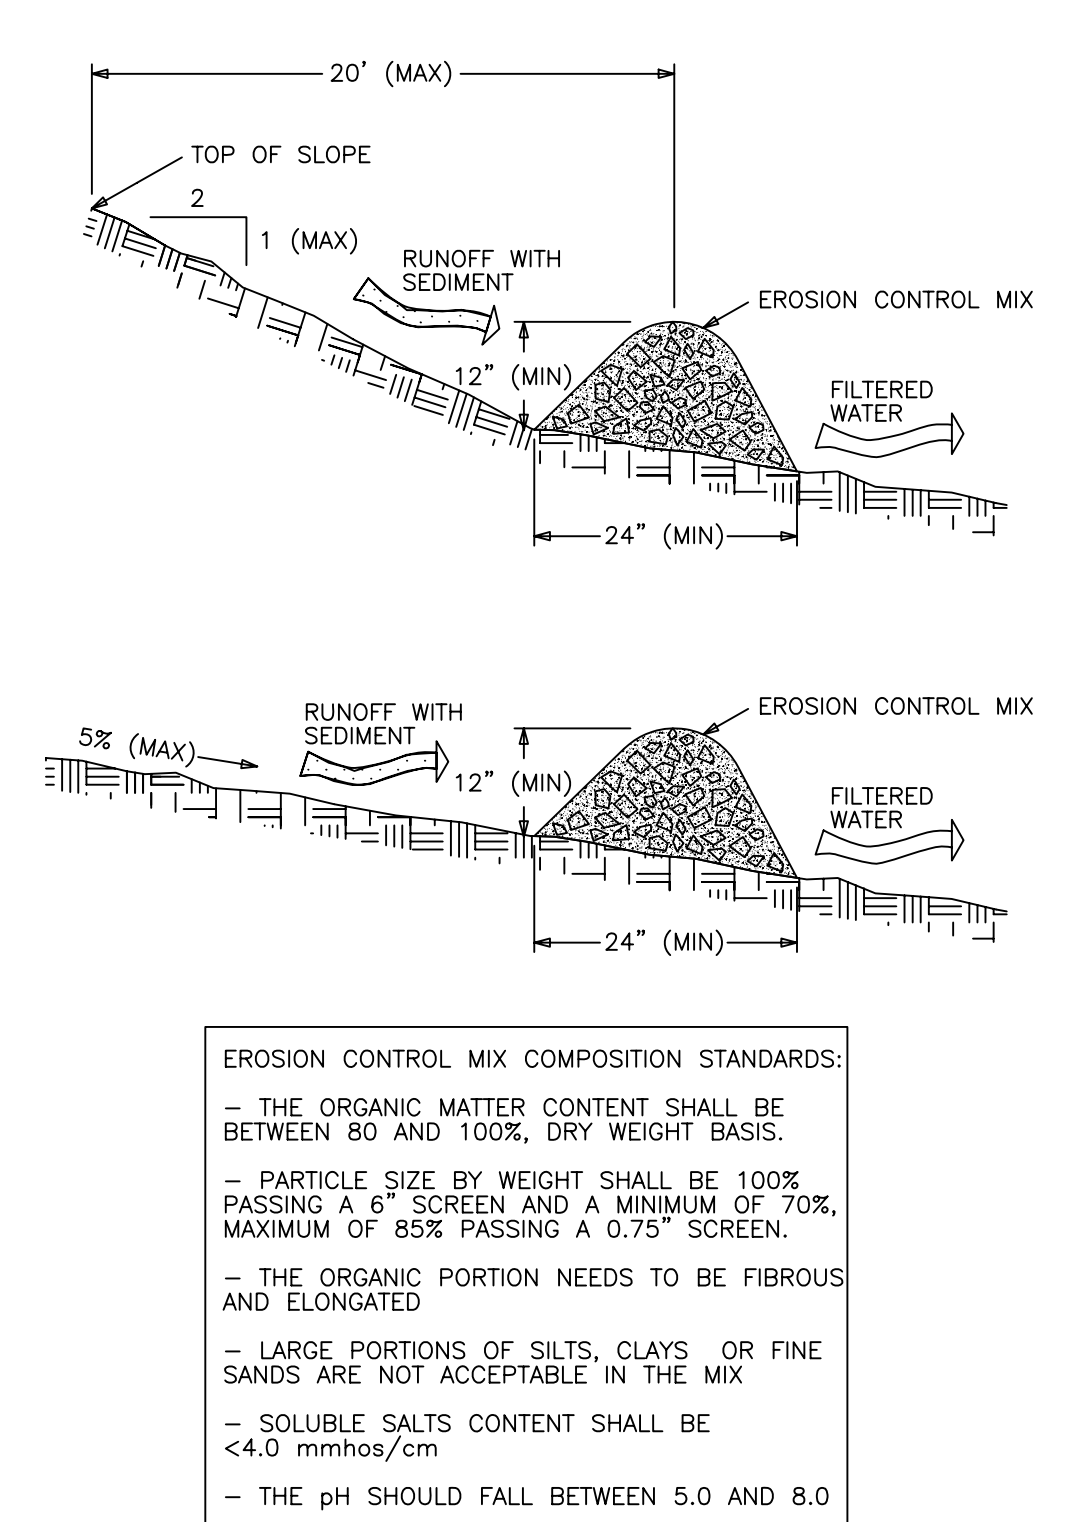 20' (MAX)
TOP OF SLOPE
2
1 (MAX)
RUNOFF WITH
SEDIMENT
EROSION CONTROL MIX
12" (MIN)
FILTERED
WATER
24" (MIN)
EROSION CONTROL MIX
RUNOFF WITH
SEDIMENT
5% (MAX)
12" (MIN)
FILTERED
WATER
24" (MIN)
EROSION CONTROL MIX COMPOSITION STANDARDS:
– THE ORGANIC MATTER CONTENT SHALL BE
BETWEEN 80 AND 100%, DRY WEIGHT BASIS.
– PARTICLE SIZE BY WEIGHT SHALL BE 100%
PASSING A 6" SCREEN AND A MINIMUM OF 70%,
MAXIMUM OF 85% PASSING A 0.75" SCREEN.
– THE ORGANIC PORTION NEEDS TO BE FIBROUS
AND ELONGATED
– LARGE PORTIONS OF SILTS, CLAYS OR FINE
SANDS ARE NOT ACCEPTABLE IN THE MIX
– SOLUBLE SALTS CONTENT SHALL BE
<4.0 mmhos/cm
– THE pH SHOULD FALL BETWEEN 5.0 AND 8.0